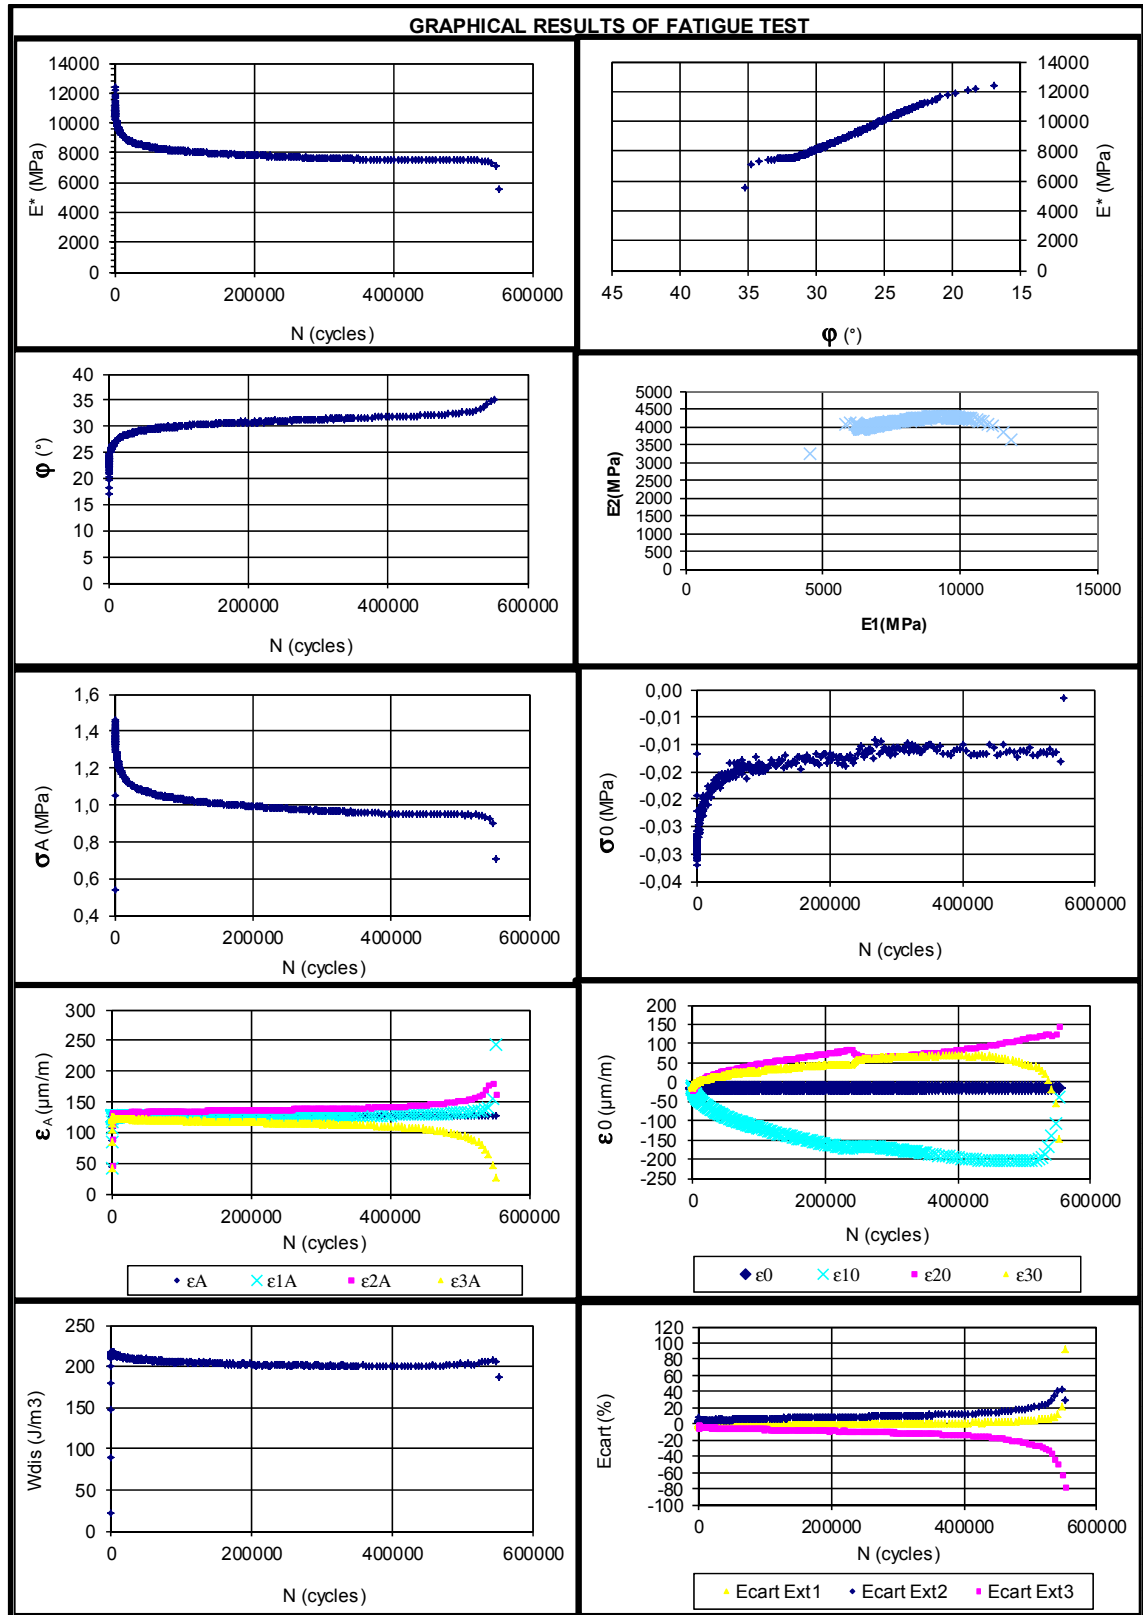 GRAPHICAL RESULTS OF FATIGUE TEST
14000
12000
10000
8000
6000
4000
2000
0
E* (MPa)
0 200000 400000 600000
N (cycles)
14000
12000
10000
8000
6000
4000
2000
0
E* (MPa)
45 40 35 30 25 20 15
φ (°)
40
35
30
25
20
15
10
5
0
φ (°)
0 200000 400000 600000
N (cycles)
5000
4500
4000
3500
3000
2500
2000
1500
1000
500
0
E2(MPa)
0 5000 10000 15000
E1(MPa)
1,6
1,4
1,2
1,0
0,8
0,6
0,4
σA (MPa)
0 200000 400000 600000
N (cycles)
0,00
-0,01
-0,01
-0,02
-0,02
-0,03
-0,03
-0,04
σ0 (MPa)
0 200000 400000 600000
N (cycles)
300
250
200
150
100
50
0
εA (µm/m)
0 200000 400000 600000
N (cycles)
εA ε1A ε2A ε3A
200
150
100
50
0
-50
-100
-150
-200
-250
ε0 (µm/m)
0 200000 400000 600000
N (cycles)
ε0 ε10 ε20 ε30
250
200
150
100
50
0
Wdis (J/m3)
0 200000 400000 600000
N (cycles)
120
100
80
60
40
20
0
-20
-40
-60
-80
-100
Ecart (%)
0 200000 400000 600000
N (cycles)
Ecart Ext1 Ecart Ext2 Ecart Ext3